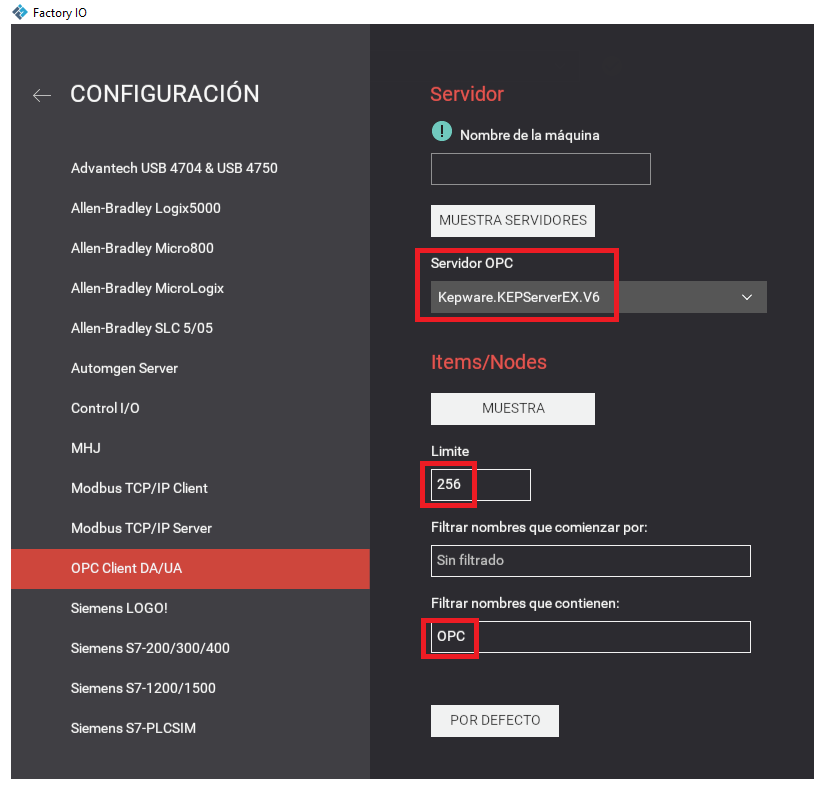 Factory IO
CONFIGURACIÓN
Advantech USB 4704 & USB 4750
Allen-Bradley Logix5000
Allen-Bradley Micro800
Allen-Bradley MicroLogix
Allen-Bradley SLC 5/05
Automgen Server
Control I/O
MHJ
Modbus TCP/IP Client
Modbus TCP/IP Server
OPC Client DA/UA
Siemens LOGO!
Siemens S7-200/300/400
Siemens S7-1200/1500
Siemens S7-PLCSIM
Servidor
! Nombre de la máquina
MUESTRA SERVIDORES
Servidor OPC
Kepware.KEPServerEX.V6
Items/Nodes
MUESTRA
Limite
256
Filtrar nombres que comienzar por:
Sin filtrado
Filtrar nombres que contienen:
OPC
POR DEFECTO